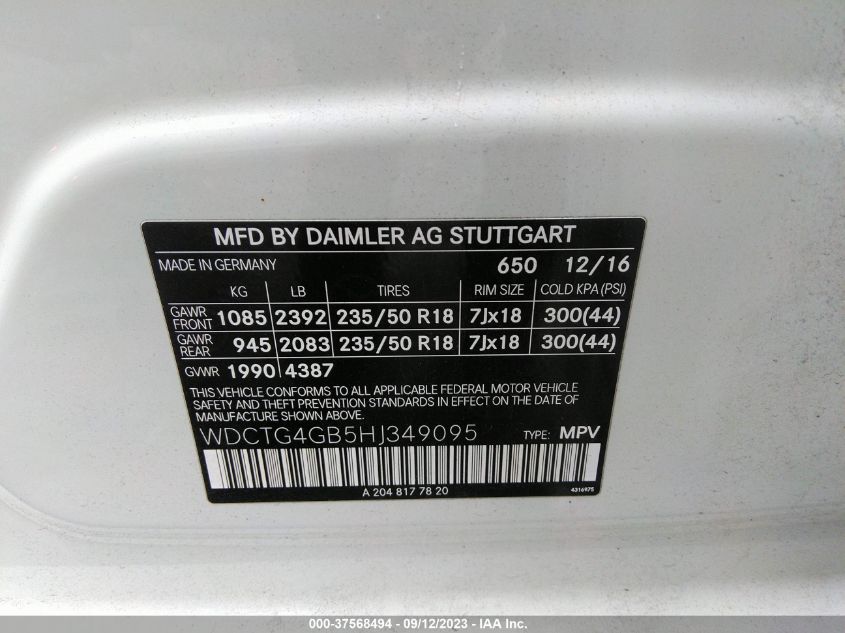 MFD BY DAIMLER AG STUTTGART
MADE IN GERMANY 650 12/16
KG LB TIRES RIM SIZE COLD KPA (PSI)
GAWR FRONT 1085 2392 235/50 R18 7Jx18 300(44)
GAWR REAR 945 2083 235/50 R18 7Jx18 300(44)
GVWR 1990 4387
THIS VEHICLE CONFORMS TO ALL APPLICABLE FEDERAL MOTOR VEHICLE
SAFETY AND THEFT PREVENTION STANDARDS IN EFFECT ON THE DATE OF
MANUFACTURE SHOWN ABOVE.
WDCTG4GB5HJ349095 TYPE: MPV
A 204 817 78 20 4316975
000-37568494 - 09/12/2023 - IAA Inc.